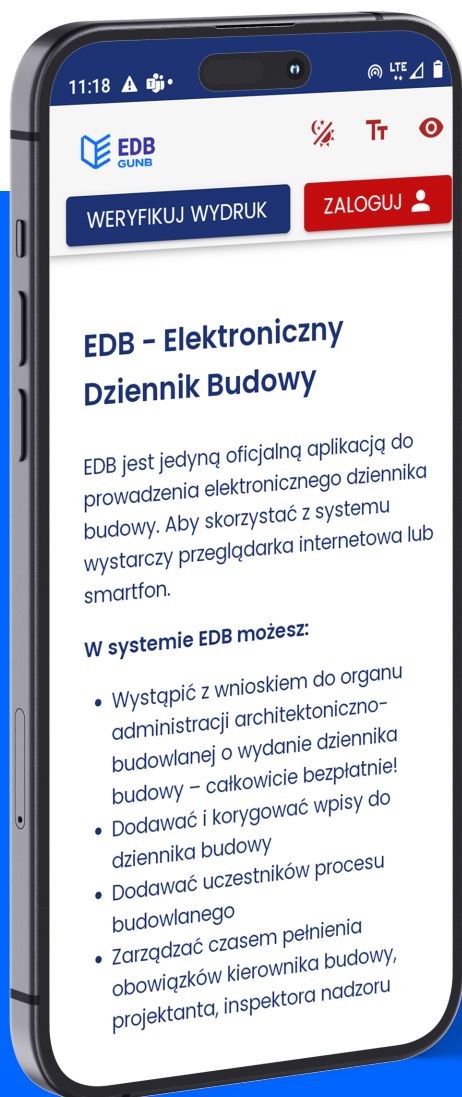 11:18
LTE
EDB
GUNB
Tт
WERYFIKUJ WYDRUK
ZALOGUJ
EDB - Elektroniczny
Dziennik Budowy
EDB jest jedyną oficjalną aplikacją do
prowadzenia elektronicznego dziennika
budowy. Aby skorzystać z systemu
wystarczy przeglądarka internetowa lub
smartfon.
W systemie EDB możesz:
• Wystąpić z wnioskiem do organu
administracji architektoniczno-
budowlanej o wydanie dziennika
budowy – całkowicie bezpłatnie!
• Dodawać i korygować wpisy do
dziennika budowy
• Dodawać uczestników procesu
budowlanego
• Zarządzać czasem pełnienia
obowiązków kierownika budowy,
projektanta, inspektora nadzoru